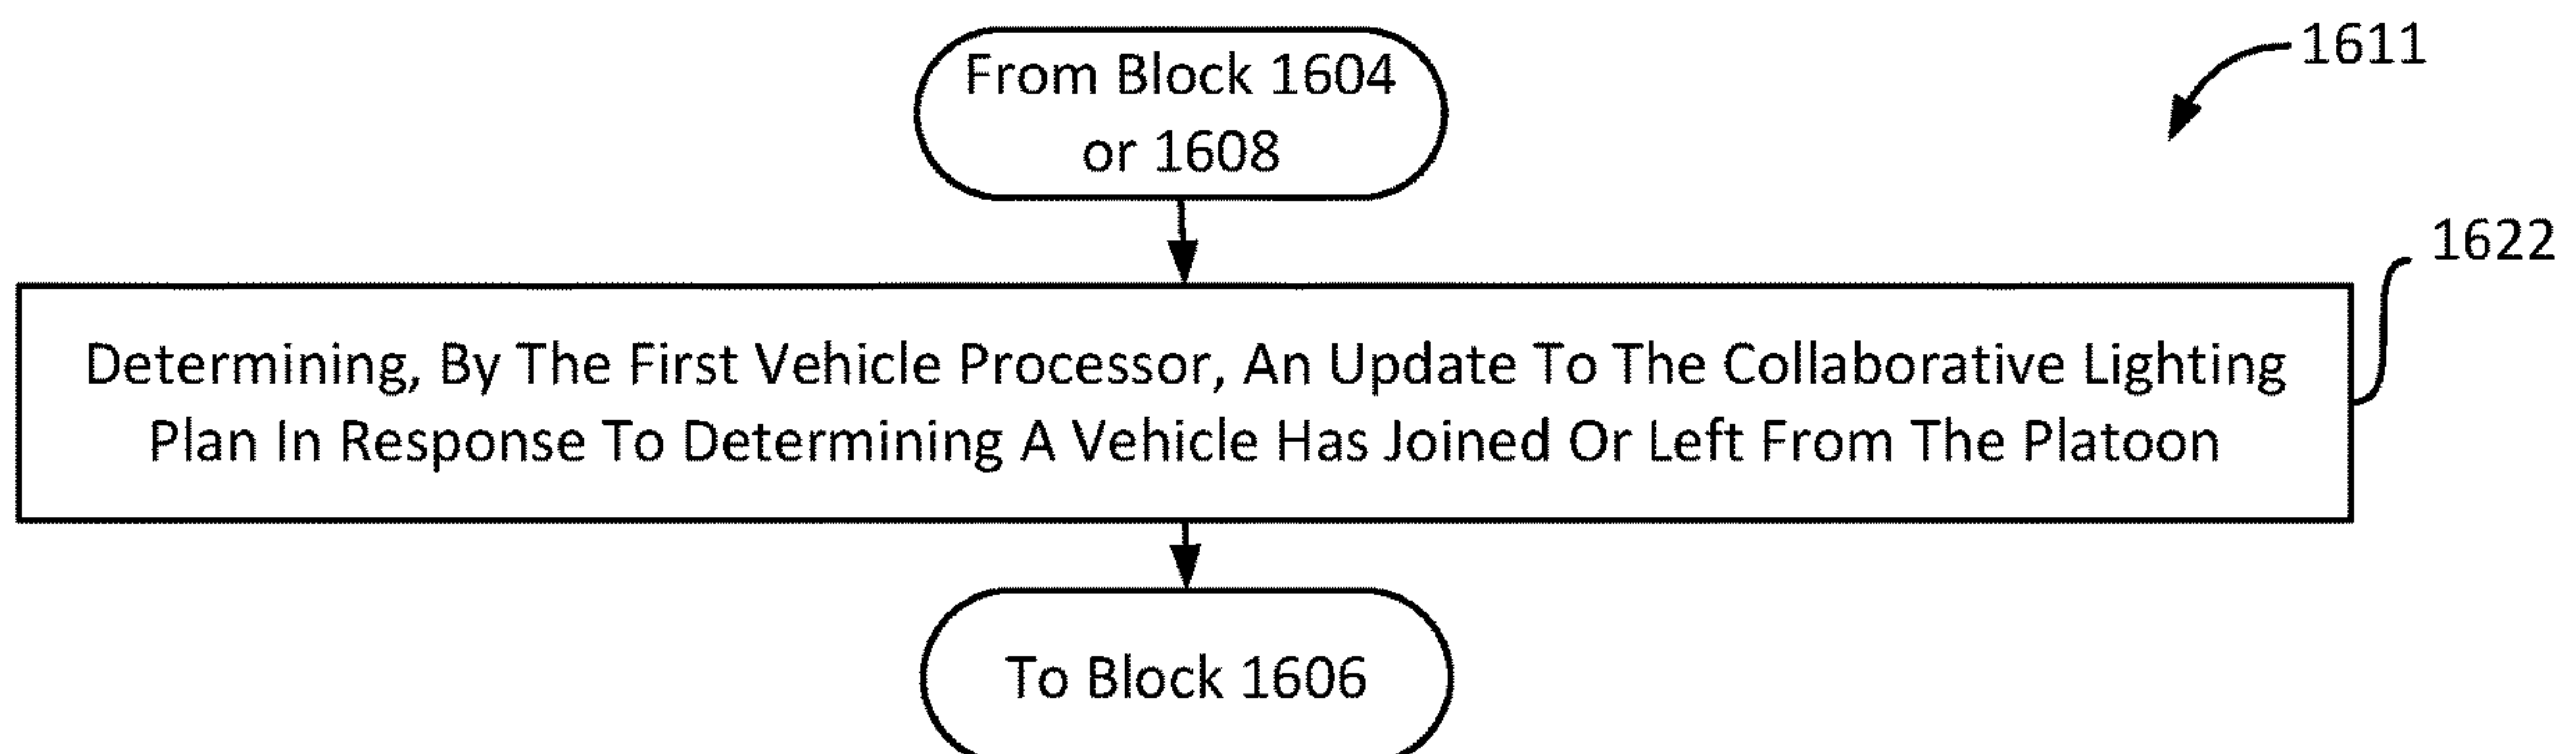 From Block 1604
or 1608
1611
1622
Determining, By The First Vehicle Processor, An Update To The Collaborative Lighting
Plan In Response To Determining A Vehicle Has Joined Or Left From The Platoon
To Block 1606